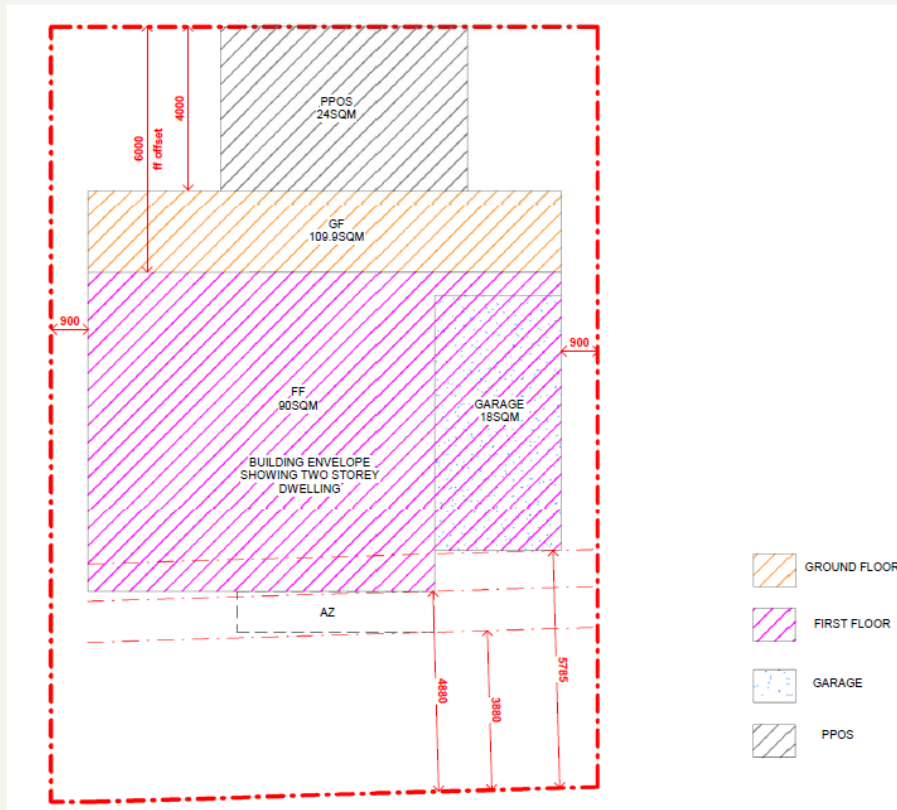 PPOS
24SQM
4000
6000
ff offset
GF
109.9SQM
900
900
FF
90SQM
GARAGE
18SQM
BUILDING ENVELOPE
SHOWING TWO STOREY
DWELLING
AZ
4880
3880
5785
GROUND FLOOR
FIRST FLOOR
GARAGE
PPOS